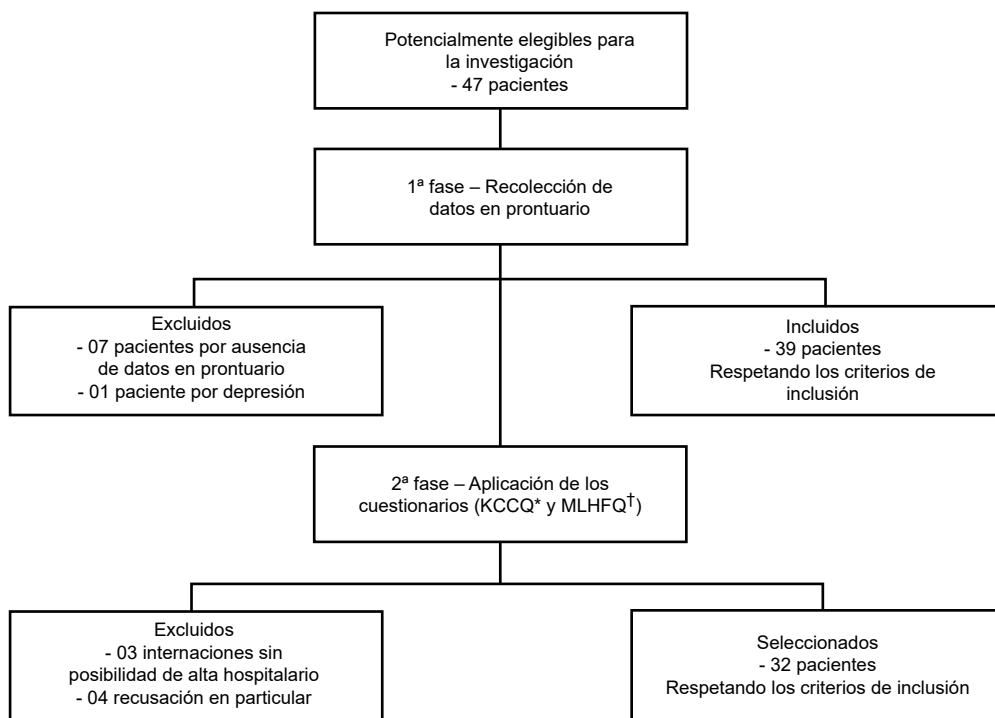 Potencialmente elegibles para
la investigación
- 47 pacientes
1ª fase – Recolección de
datos en prontuario
Excluidos
- 07 pacientes por ausencia
de datos en prontuario
- 01 paciente por depresión
Incluidos
- 39 pacientes
Respetando los criterios de
inclusión
2ª fase – Aplicación de los
cuestionarios (KCCQ* y MLHFQ†)
Excluidos
- 03 internaciones sin
posibilidad de alta hospitalario
- 04 recusación en particular
Seleccionados
- 32 pacientes
Respetando los criterios de inclusión